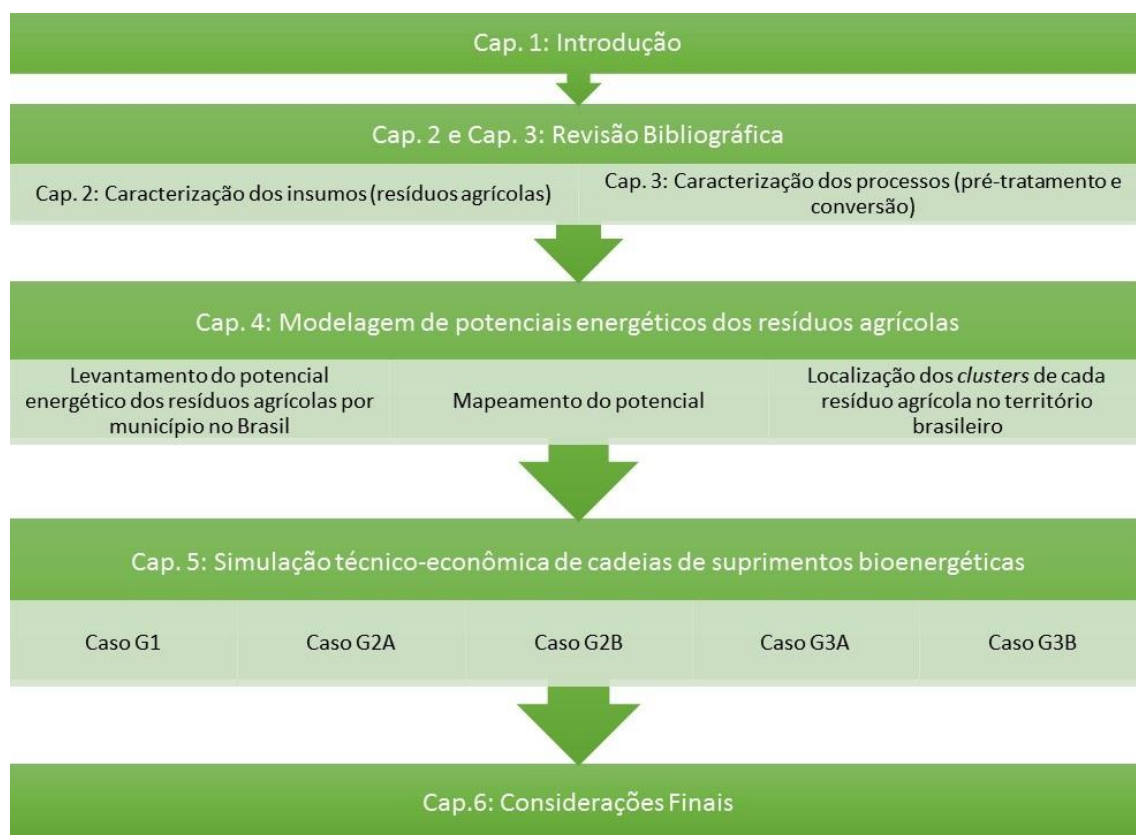 Cap. 1: Introdução
Cap. 2 e Cap. 3: Revisão Bibliográfica
Cap. 2: Caracterização dos insumos (resíduos agrícolas)
Cap. 3: Caracterização dos processos (pré-tratamento e
conversão)
Cap. 4: Modelagem de potenciais energéticos dos resíduos agrícolas
Levantamento do potencial
energético dos resíduos agrícolas por
município no Brasil
Mapeamento do potencial
Localização dos clusters de cada
resíduo agrícola no território
brasileiro
Cap. 5: Simulação técnico-econômica de cadeias de suprimentos bioenergéticas
Caso G1
Caso G2A
Caso G2B
Caso G3A
Caso G3B
Cap.6: Considerações Finais